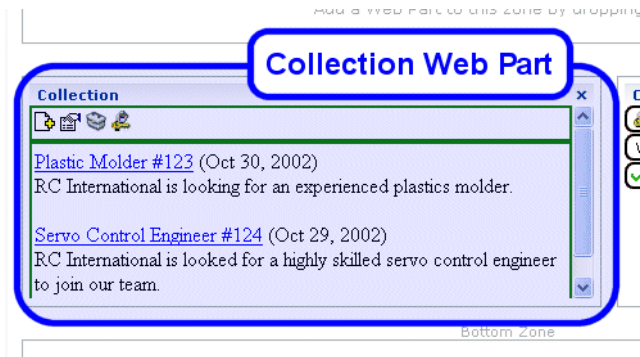 Add a Web Part to this zone by dropping
Collection Web Part
Collection
Plastic Molder #123 (Oct 30, 2002)
RC International is looking for an experienced plastics molder.
Servo Control Engineer #124 (Oct 29, 2002)
RC International is looked for a highly skilled servo control engineer
to join our team.
Bottom Zone